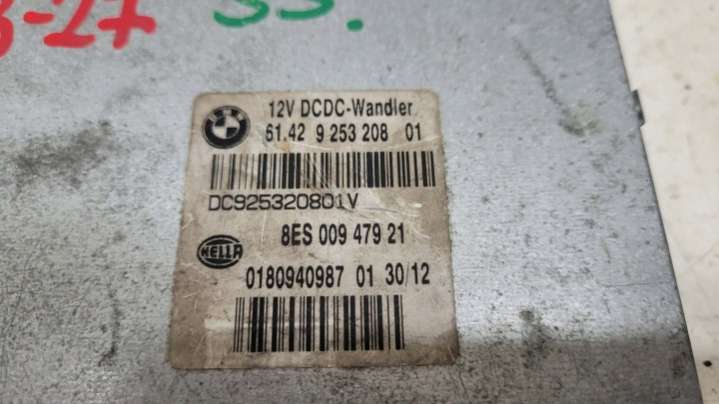 3-27 33.
12V DCDC-Wandler
BMW
61.42 9 253 208 01
DC925320801V
8ES 009 479 21
HELLA
0180940987 01 30/12